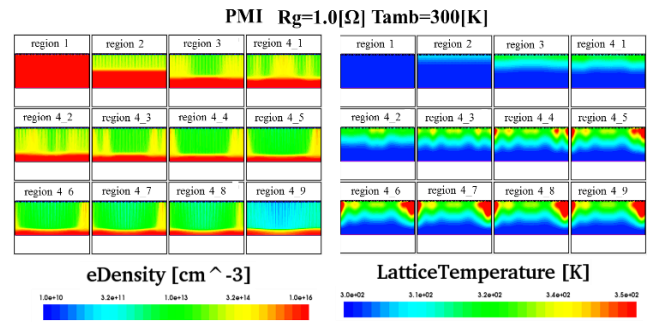 PMI Rg=1.0[Ω] Tamb=300[K]
region 1 region 2 region 3 region 4_1
region 4_2 region 4_3 region 4_4 region 4_5
region 4_6 region 4_7 region 4_8 region 4_9
eDensity [cm^-3]
1.0e+10 3.2e+11 1.0e+13 3.2e+14 1.0e+16
region 1 region 2 region 3 region 4_1
region 4_2 region 4_3 region 4_4 region 4_5
region 4_6 region 4_7 region 4_8 region 4_9
LatticeTemperature [K]
3.0e+02 3.1e+02 3.2e+02 3.4e+02 3.5e+02